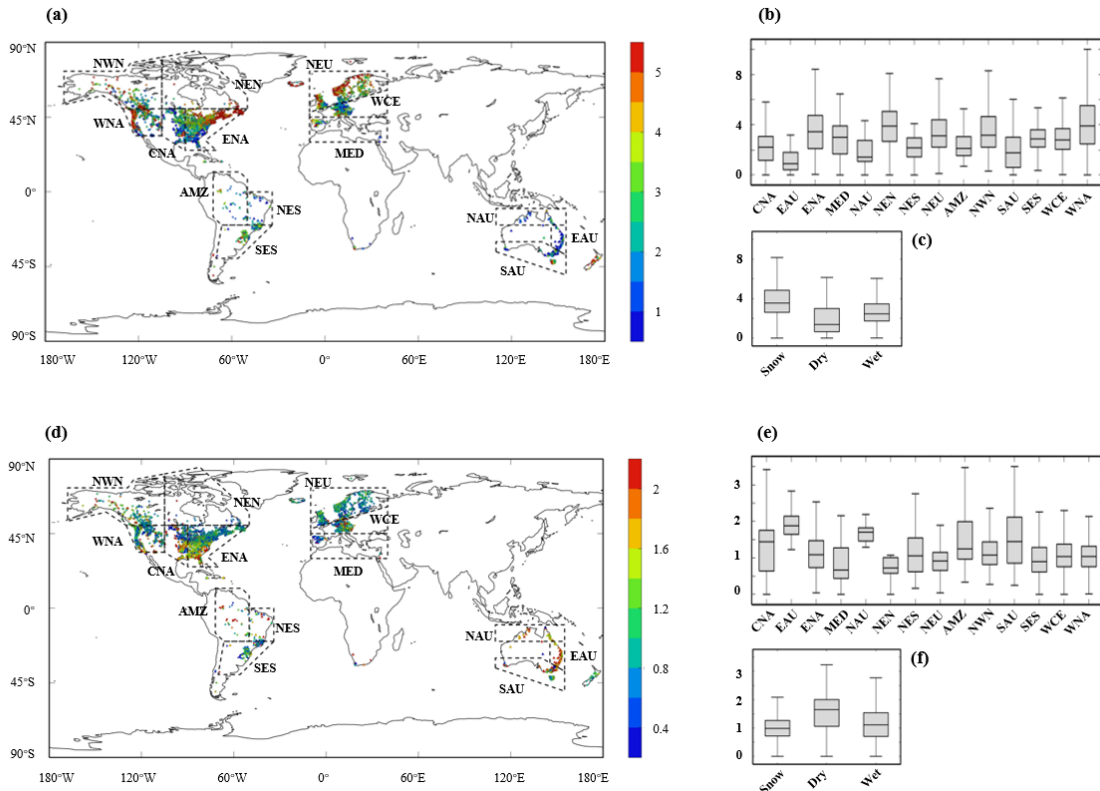 (a)
90°N
45°N
0°
45°S
90°S
180°W
120°W
60°W
0°
60°E
120°E
180°E
NWN
NEN
WNA
CNA
ENA
NEU
WCE
MED
AMZ
NES
SES
NAU
EAU
SAU
5
4
3
2
1
(b)
8
4
0
CNA EAU ENA MED NAU NEN NES NEU AMZ NWN SAU SES WCE WNA
(c)
8
4
0
Snow Dry Wet
(d)
90°N
45°N
0°
45°S
90°S
180°W
120°W
60°W
0°
60°E
120°E
180°E
NWN
NEN
WNA
CNA
ENA
NEU
WCE
MED
AMZ
NES
SES
NAU
EAU
SAU
2
1.6
1.2
0.8
0.4
(e)
3
2
1
0
CNA EAU ENA MED NAU NEN NES NEU AMZ NWN SAU SES WCE WNA
(f)
3
2
1
0
Snow Dry Wet